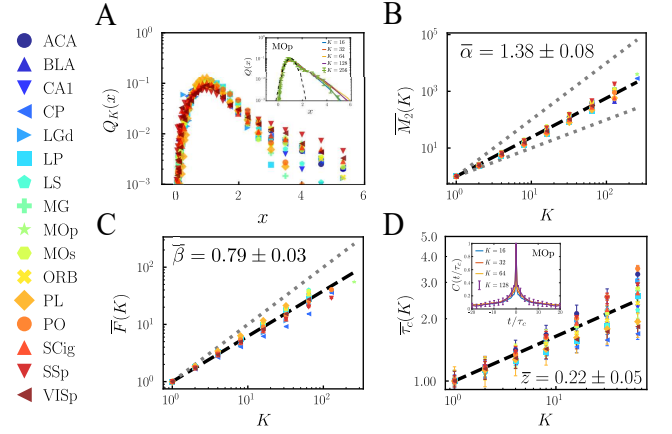 ACA
BLA
CA1
CP
LGd
LP
LS
MG
MOp
MOs
ORB
PL
PO
SCig
SSp
VISp
A
Q_K(x)
10^0
10^-1
10^-2
10^-3
0 2 4 6
x
MOp
K = 16
K = 32
K = 64
K = 128
K = 256
Q(x)
x
B
ᾱ = 1.38 ± 0.08
M̅₂(K)
10^5
10^3
10^1
10^0 10^1 10^2
K
C
β̅ = 0.79 ± 0.03
F̅(K)
10^2
10^1
10^0
10^0 10^1 10^2
K
D
τ̅_c(K)
5.0
4.0
3.0
2.0
1.00
10^0 10^1
K
z̅ = 0.22 ± 0.05
MOp
K = 16
K = 32
K = 64
K = 128
C(t/τ_c)
t/τ_c